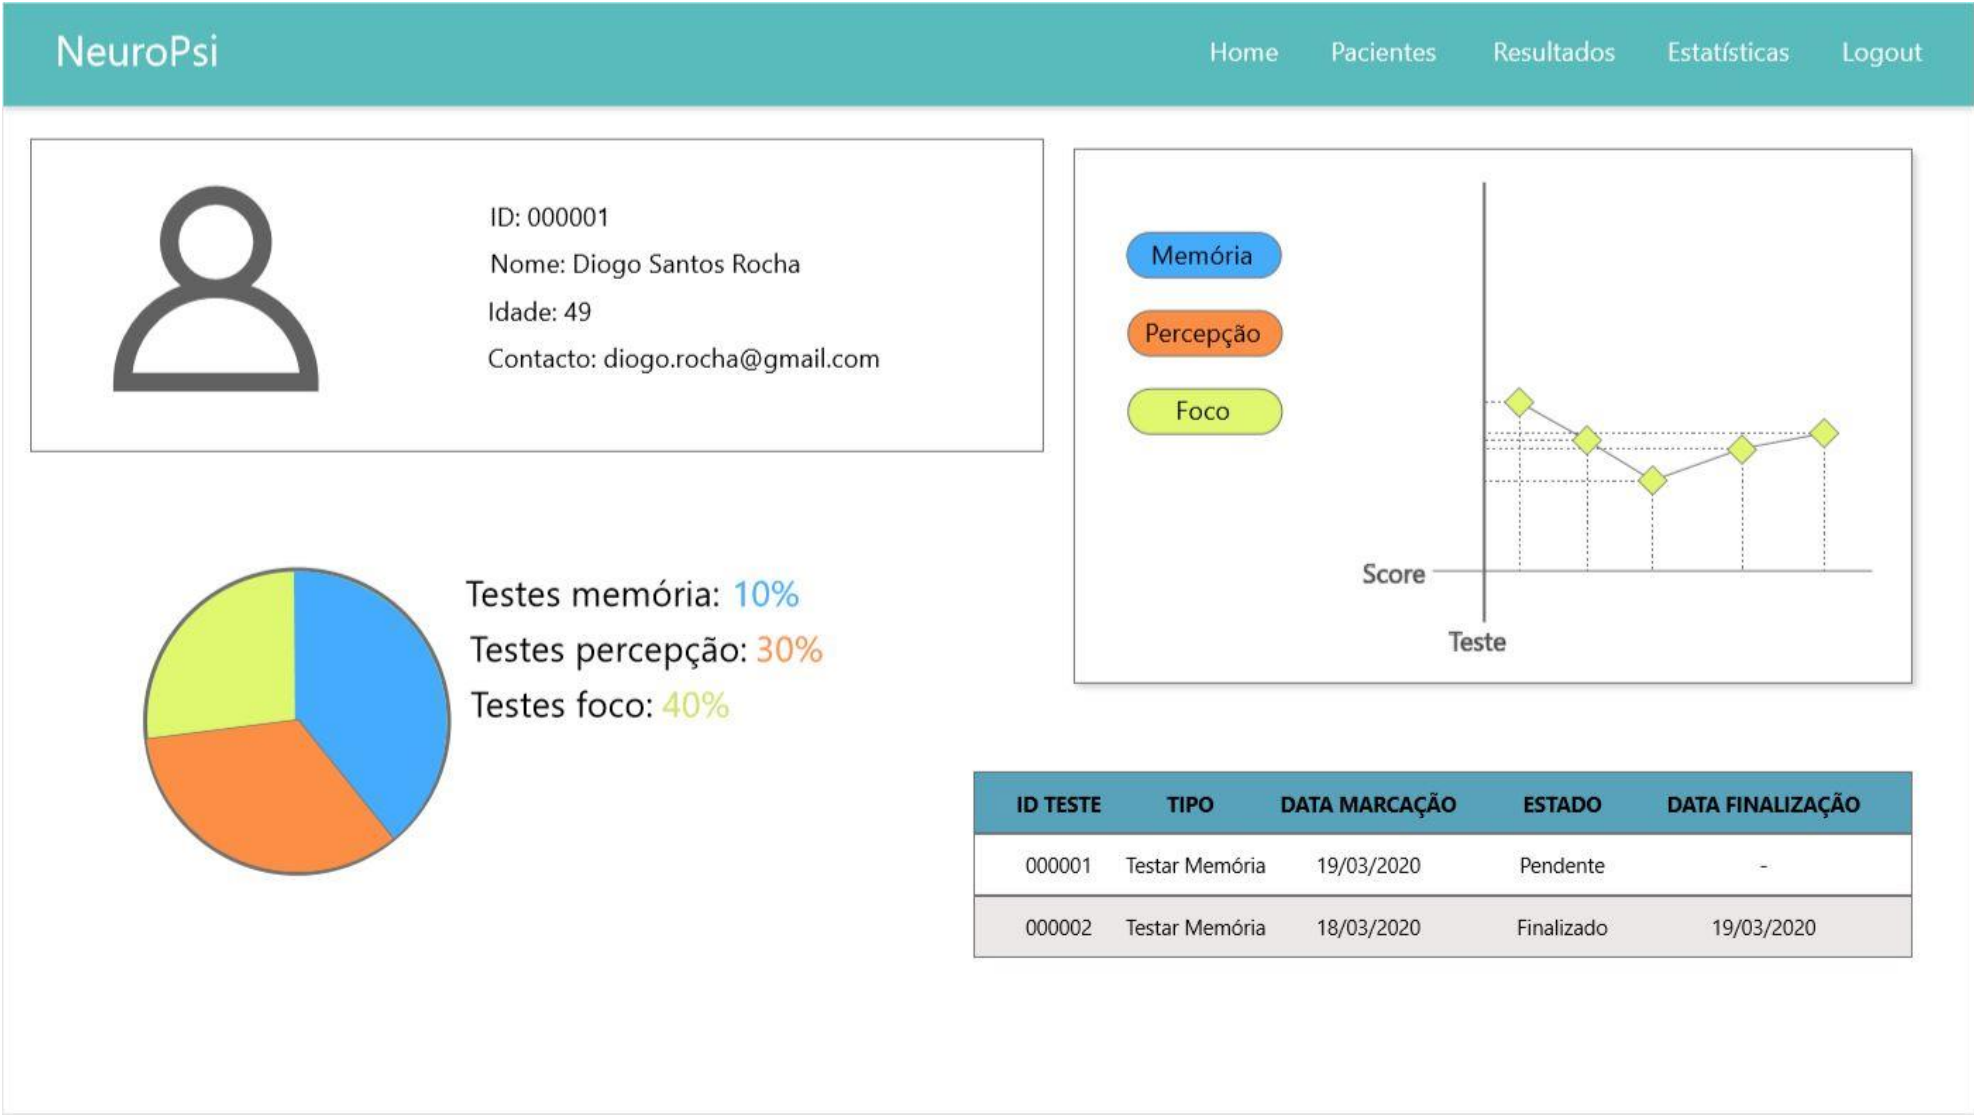 NeuroPsi
Home Pacientes Resultados Estatísticas Logout
ID: 000001
Nome: Diogo Santos Rocha
Idade: 49
Contacto: diogo.rocha@gmail.com
Memória
Percepção
Foco
Score
Teste
Testes memória: 10%
Testes percepção: 30%
Testes foco: 40%
ID TESTE TIPO DATA MARCAÇÃO ESTADO DATA FINALIZAÇÃO
000001 Testar Memória 19/03/2020 Pendente -
000002 Testar Memória 18/03/2020 Finalizado 19/03/2020